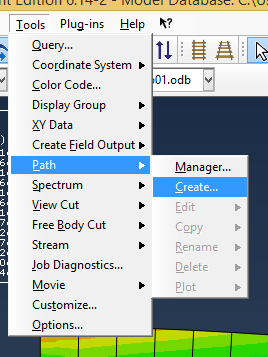 nt Edition 6.14-2 - Model Database: C:\Us
Tools Plug-ins Help
b01.odb
Query...
Coordinate System
Color Code...
Display Group
XY Data
Create Field Output
Path
Spectrum
View Cut
Free Body Cut
Stream
Job Diagnostics...
Movie
Customize...
Options...
Manager...
Create...
Edit
Copy
Rename
Delete
Plot